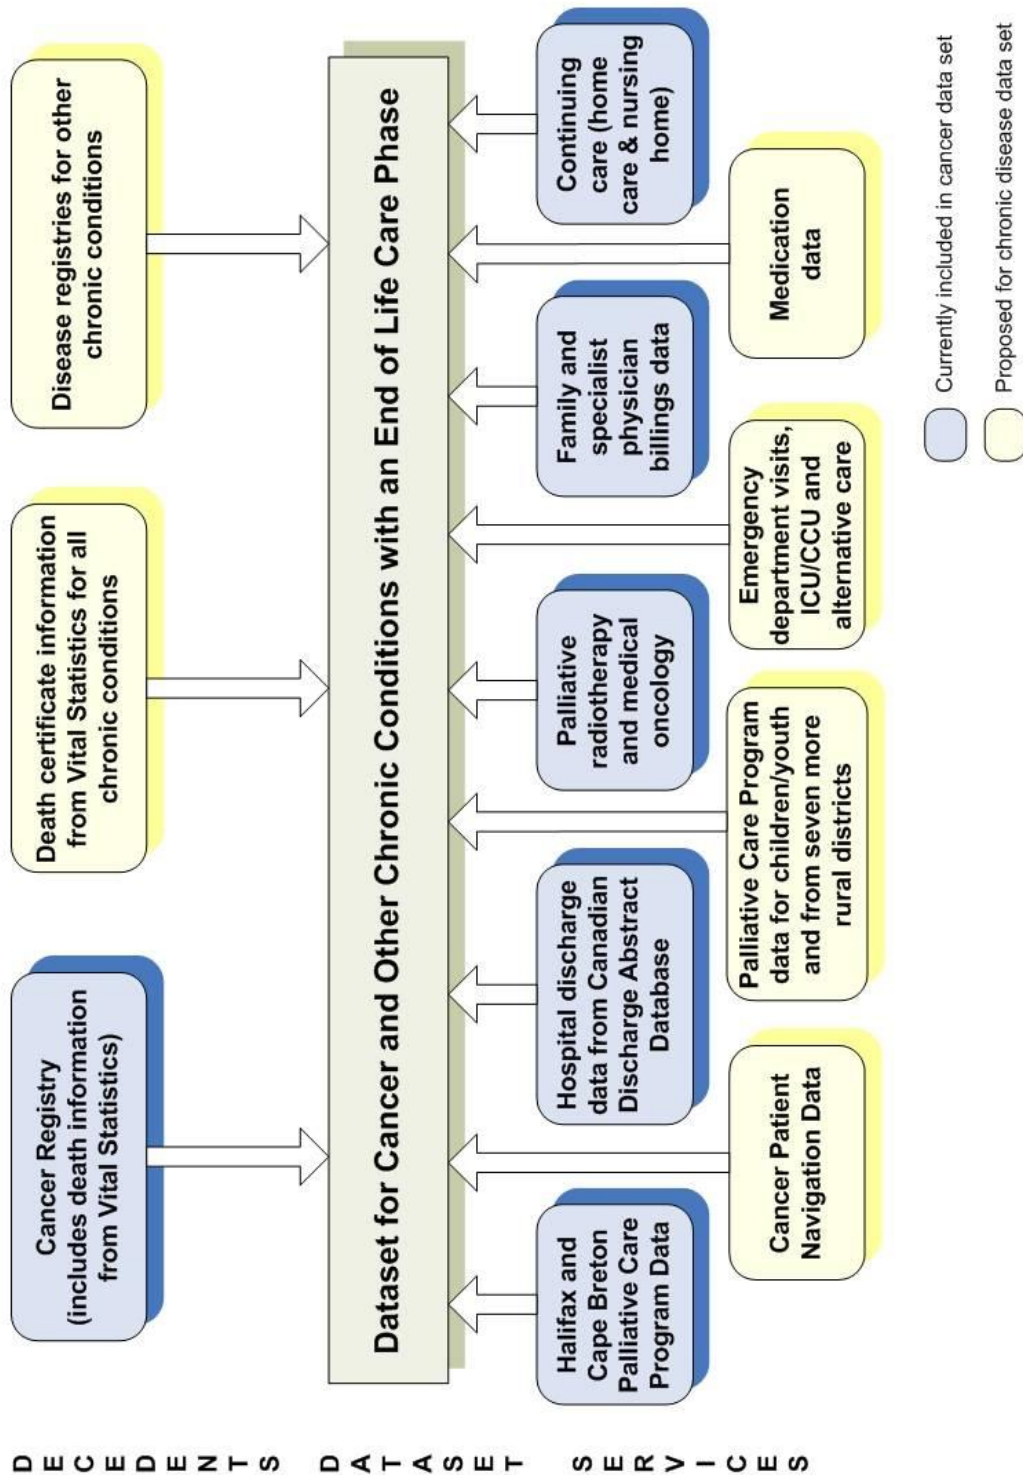 DECEDENTS
Cancer Registry
(includes death information
from Vital Statistics)
Death certificate information
from Vital Statistics for all
chronic conditions
Disease registries for other
chronic conditions
DATASET
Dataset for Cancer and Other Chronic Conditions with an End of Life Care Phase
SERVICES
Halifax and
Cape Breton
Palliative Care
Program Data
Hospital discharge
data from Canadian
Discharge Abstract
Database
Palliative
radiotherapy
and medical
oncology
Family and
specialist
physician
billings data
Continuing
care (home
care & nursing
home)
Cancer Patient
Navigation Data
Palliative Care Program
data for children/youth
and from seven more
rural districts
Emergency
department visits,
ICU/CCU and
alternative care
Medication
data
Currently included in cancer data set
Proposed for chronic disease data set